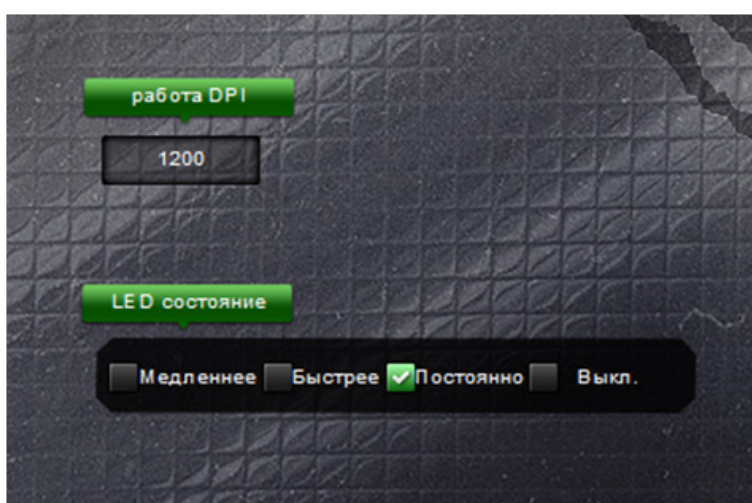 работа DPI
1200
LED состояние
Медленнее Быстрее Постоянно Выкл.